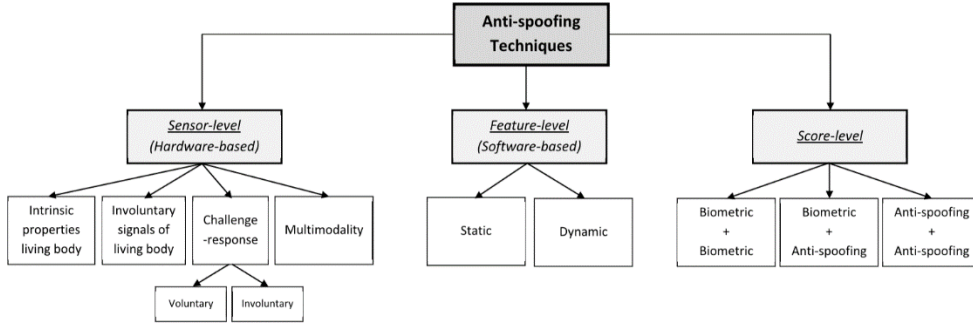 Anti-spoofing
Techniques
Sensor-level
(Hardware-based)
Feature-level
(Software-based)
Score-level
Intrinsic
properties
living body
Involuntary
signals of
living body
Challenge
-response
Multimodality
Static
Dynamic
Biometric
+
Biometric
Biometric
+
Anti-spoofing
Anti-spoofing
+
Anti-spoofing
Voluntary
Involuntary